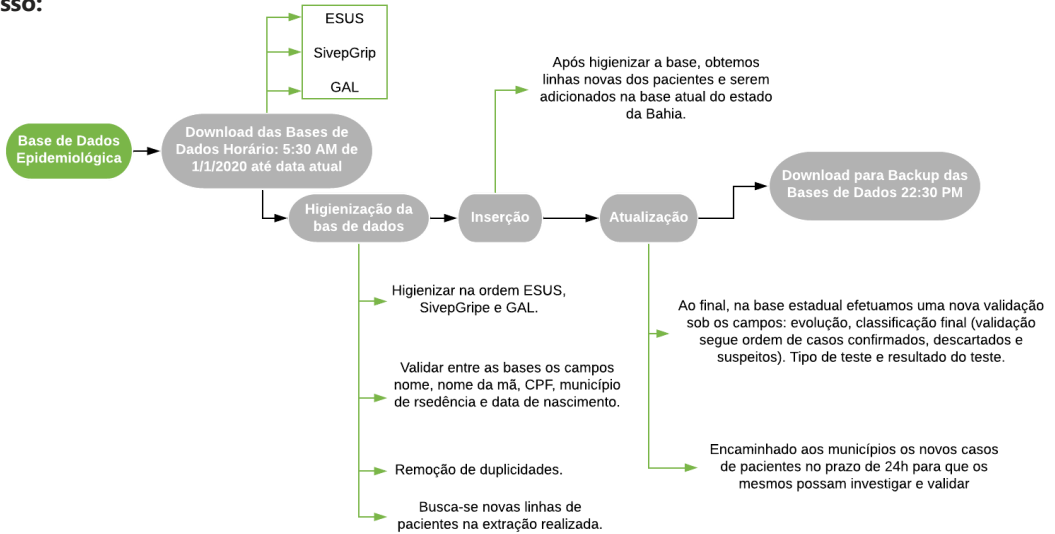 sso:
ESUS
SivepGrip
GAL
Após higienizar a base, obtemos
linhas novas dos pacientes e serem
adicionados na base atual do estado
da Bahia.
Base de Dados
Epidemiológica
Download das Bases de
Dados Horário: 5:30 AM de
1/1/2020 até data atual
Download para Backup das
Bases de Dados 22:30 PM
Higienização da
bas de dados
Inserção
Atualização
Higienizar na ordem ESUS,
SivepGripe e GAL.
Validar entre as bases os campos
nome, nome da mã, CPF, município
de rsedência e data de nascimento.
Remoção de duplicidades.
Busca-se novas linhas de
pacientes na extração realizada.
Ao final, na base estadual efetuamos uma nova validação
sob os campos: evolução, classificação final (validação
segue ordem de casos confirmados, descartados e
suspeitos). Tipo de teste e resultado do teste.
Encaminhado aos municípios os novos casos
de pacientes no prazo de 24h para que os
mesmos possam investigar e validar